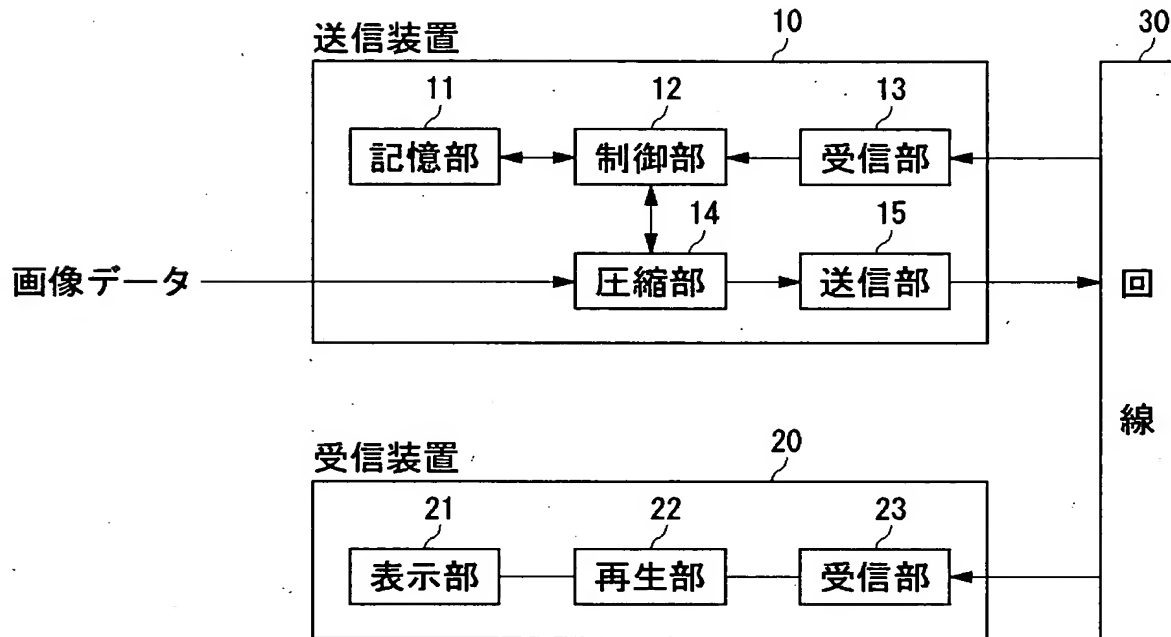 送信装置
10
30
11
12
13
記憶部
制御部
受信部
14
15
画像データ
圧縮部
送信部
回線
受信装置
20
21
22
23
表示部
再生部
受信部